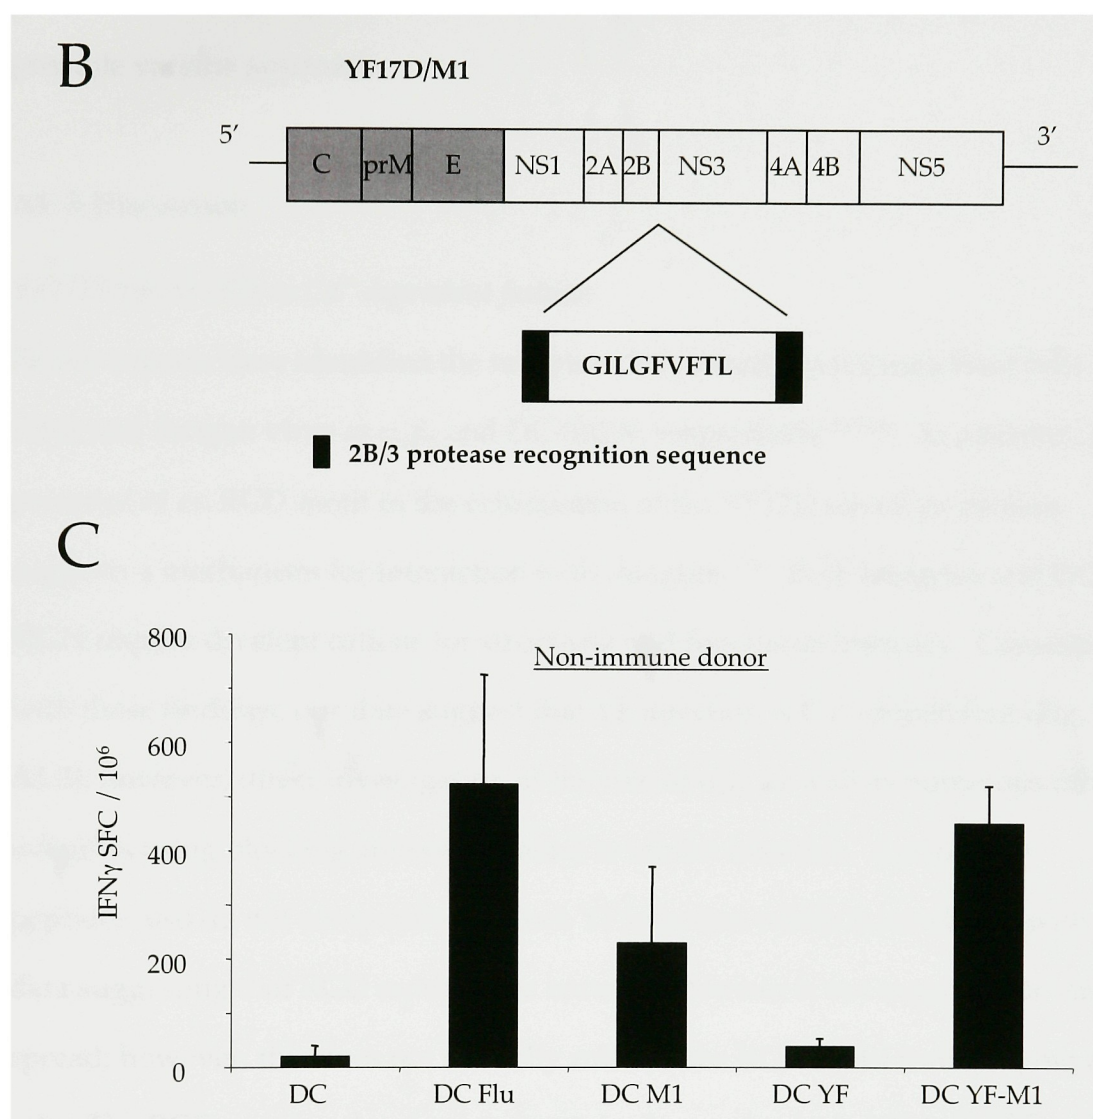 B
YF17D/M1
5′ 3′
C prM E NS1 2A 2B NS3 4A 4B NS5
GILGFVFTL
2B/3 protease recognition sequence
C
Non-immune donor
IFNγ SFC / 10⁶
800
600
400
200
0
DC DC Flu DC M1 DC YF DC YF-M1